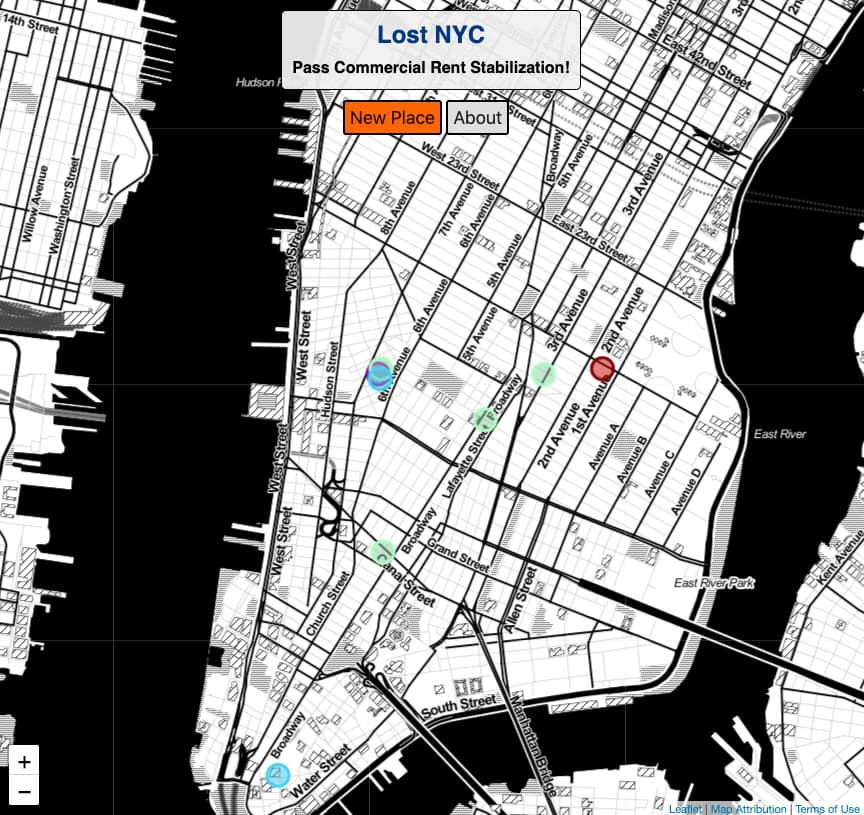 Lost NYC
Pass Commercial Rent Stabilization!
New Place
About
14th Street
Madison
East 42nd Street
Hudson
Street
West 23rd Street
Broadway
5th Avenue
3rd Avenue
Willow Avenue
Washington Street
8th Avenue
7th Avenue
6th Avenue
East 23rd Street
West Street
5th Avenue
6th Avenue
5th Avenue
3rd Avenue
2nd Avenue
West Street
Hudson Street
6th Avenue
Broadway
Lafayette Street
2nd Avenue
1st Avenue
Avenue A
Avenue B
Avenue C
Avenue D
East River
West Street
West Street
Broadway
Grand Street
Canal Street
Church Street
Allen Street
East River Park
Kent Avenue
South Street
Manhattan Bridge
Broadway
Water Street
+
−
Leaflet | Map Attribution | Terms of Use